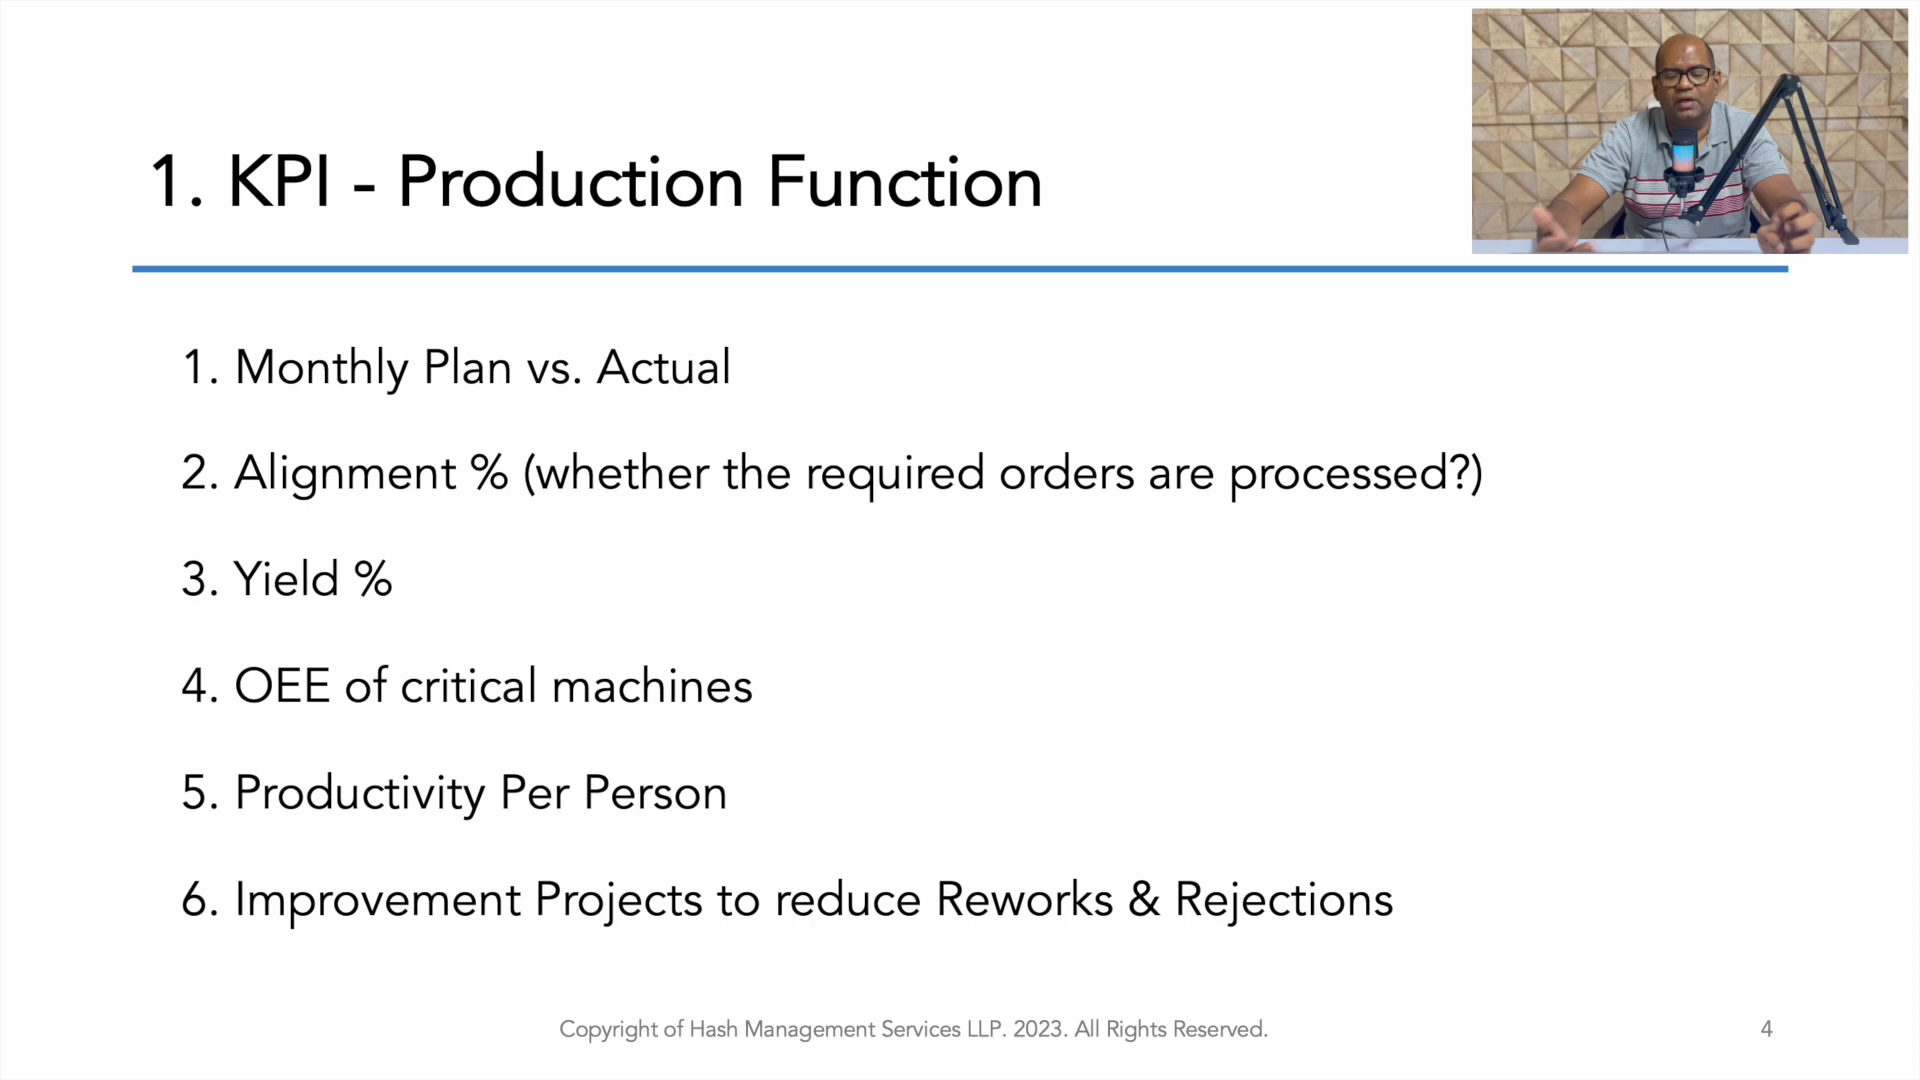 1. KPI - Production Function
1. Monthly Plan vs. Actual
2. Alignment % (whether the required orders are processed?)
3. Yield %
4. OEE of critical machines
5. Productivity Per Person
6. Improvement Projects to reduce Reworks & Rejections
Copyright of Hash Management Services LLP. 2023. All Rights Reserved.
4